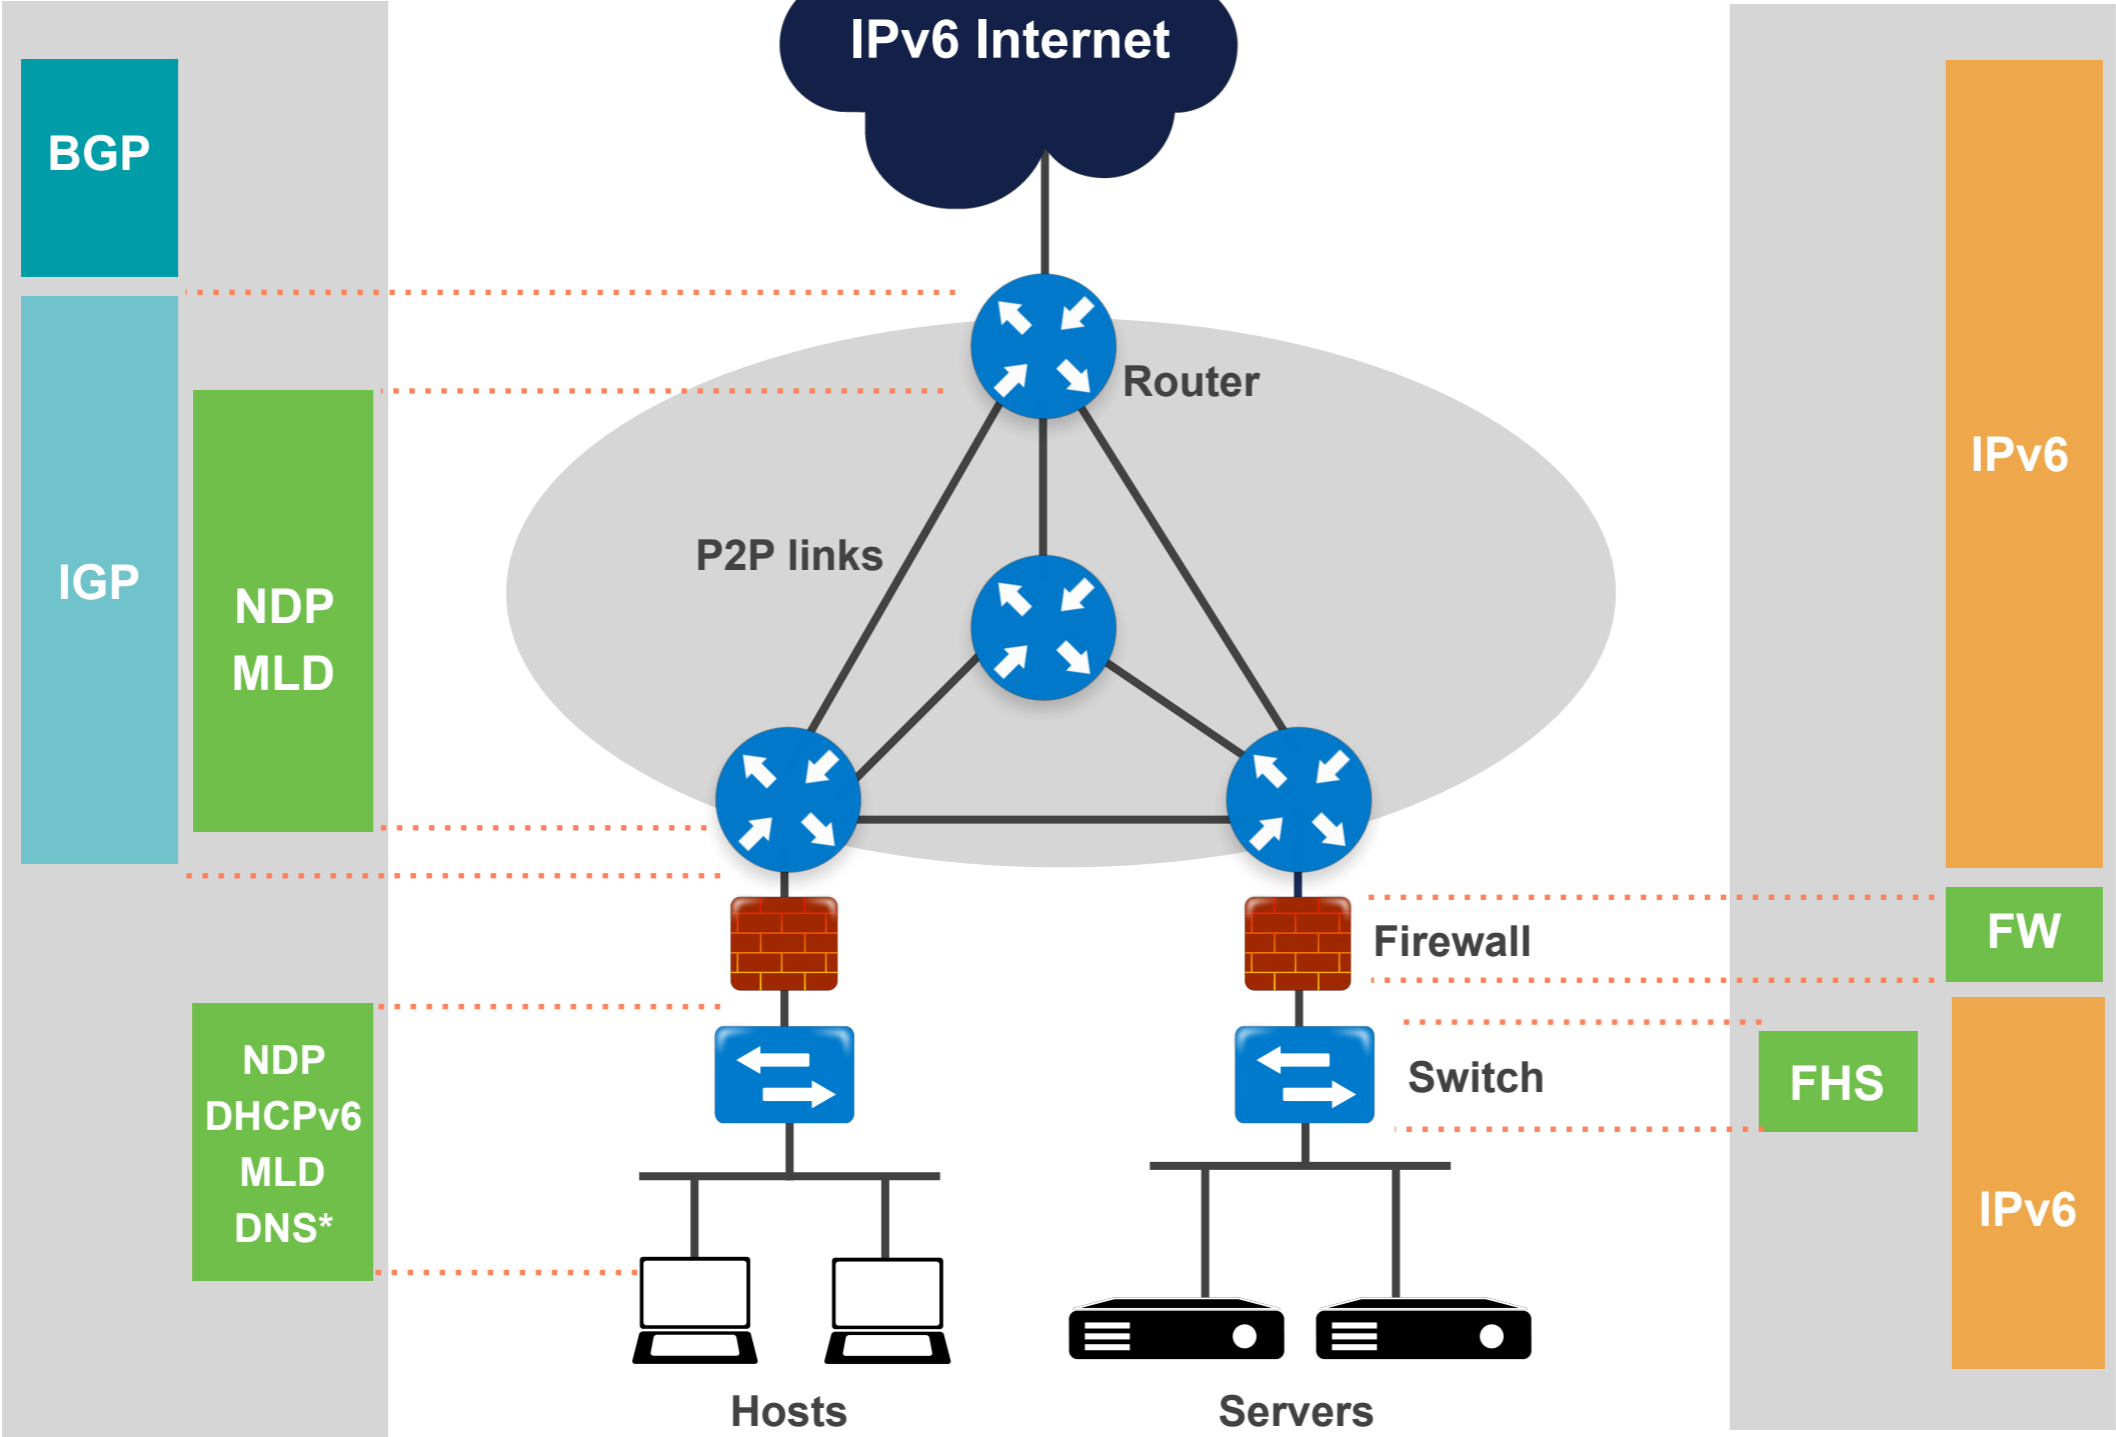 IPv6 Internet
BGP
IGP
NDP
MLD
NDP
DHCPv6
MLD
DNS*
Router
P2P links
Firewall
Switch
Hosts
Servers
IPv6
FW
FHS
IPv6